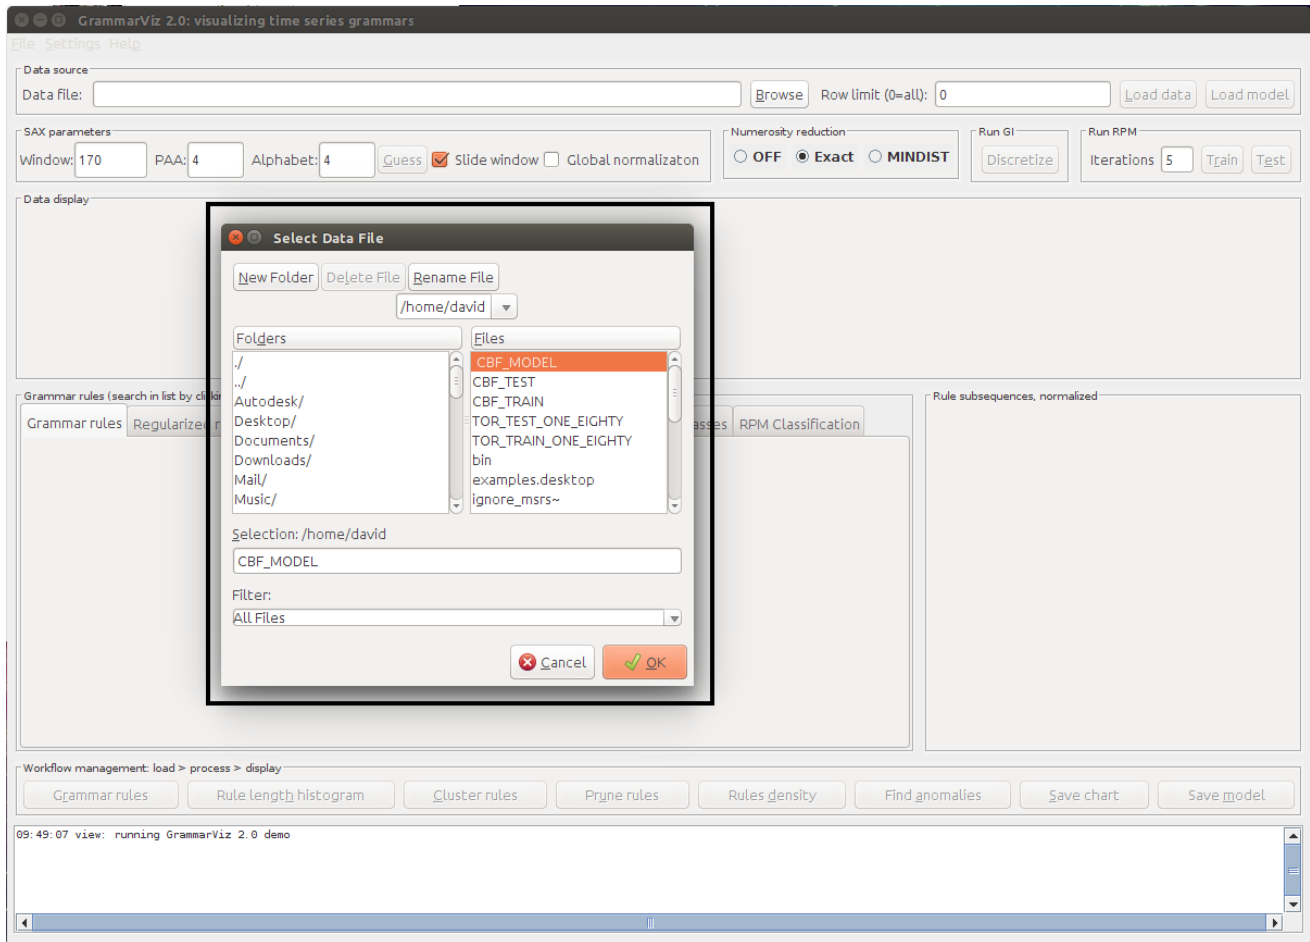 GrammarViz 2.0: visualizing time series grammars
File Settings Help
Data source
Data file: Browse Row limit (0=all): 0 Load data Load model
SAX parameters Numerosity reduction Run GI Run RPM
Window: 170 PAA: 4 Alphabet: 4 Guess Slide window Global normalizaton OFF Exact MINDIST Discretize Iterations 5 Train Test
Data display
Select Data File
New Folder Delete File Rename File
/home/david
Folders Files
./ CBF_MODEL
../ CBF_TEST
Autodesk/ CBF_TRAIN
Desktop/ TOR_TEST_ONE_EIGHTY
Documents/ TOR_TRAIN_ONE_EIGHTY
Downloads/ bin
Mail/ examples.desktop
Music/ ignore_msrs~
Selection: /home/david
CBF_MODEL
Filter:
All Files
Cancel OK
Grammar rules (search in list by Rule subsequences, normalized
Grammar rules Regularized RPM Classification
Workflow management: load > process > display
Grammar rules Rule length histogram Cluster rules Prune rules Rules density Find anomalies Save chart Save model
09:49:07 view: running GrammarViz 2.0 demo